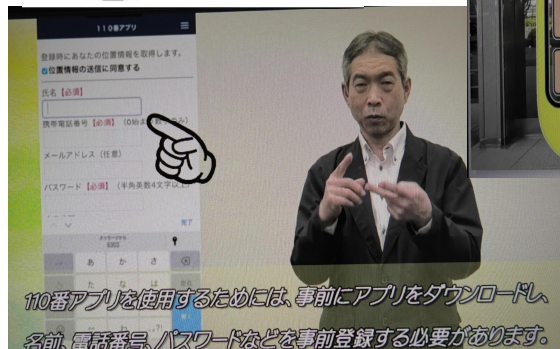 110番アプリ
登録時にあなたの位置情報を取得します。
位置情報の送信に同意する
氏名【必須】
携帯電話番号【必須】(0始ま
み)
メールアドレス(任意)
パスワード【必須】(半角英数4文字以上
完了
あ か さ
た な は
110番アプリを使用するためには、事前にアプリをダウンロードし、
名前、電話番号、パスワードなどを事前登録する必要があります。